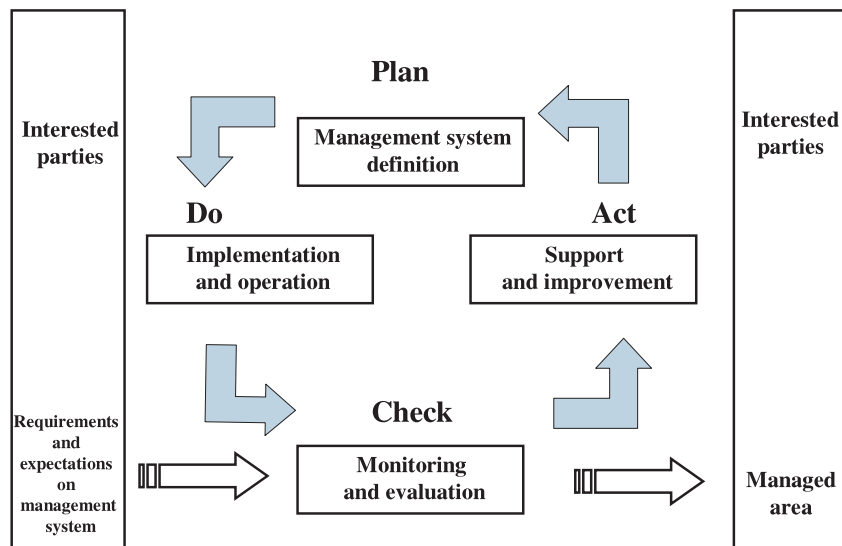 Interested
parties
Requirements
and
expectations
on
management
system
Plan
Management system
definition
Do
Implementation
and operation
Act
Support
and improvement
Check
Monitoring
and evaluation
Interested
parties
Managed
area